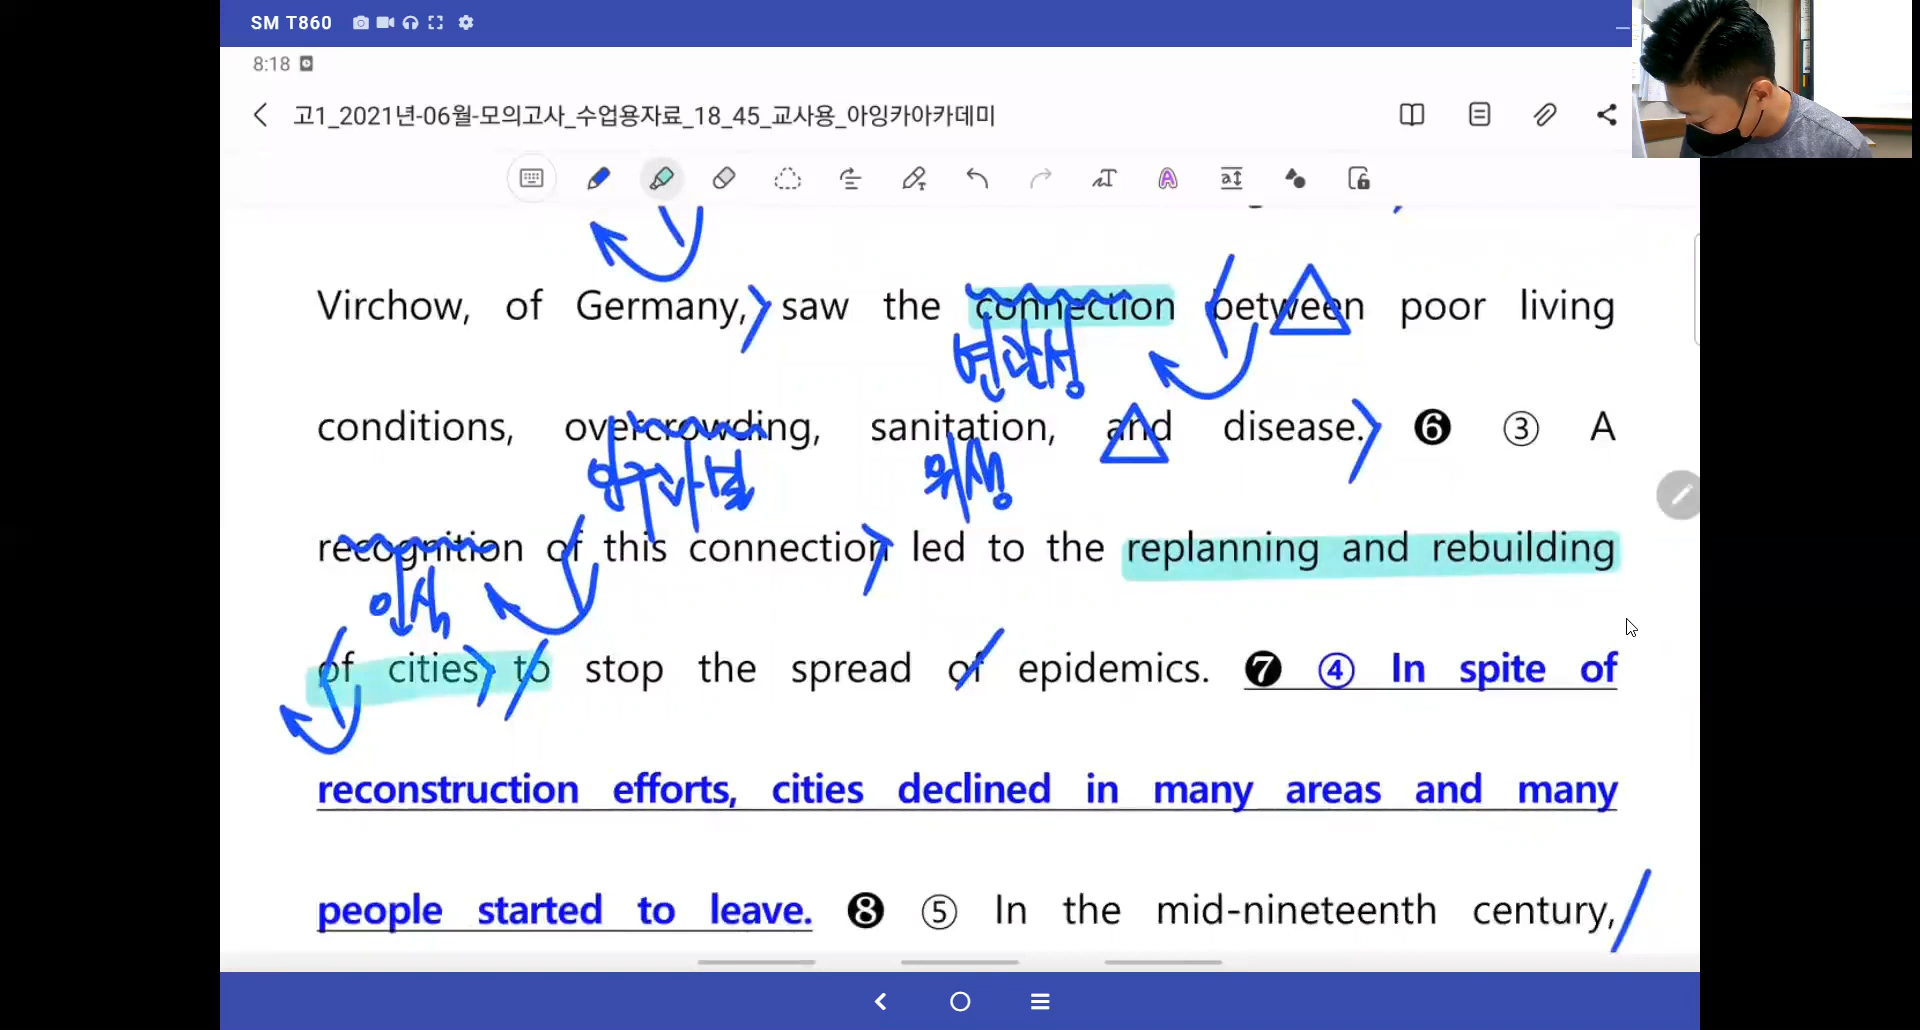 SM T860
8:18
고1_2021년-06월-모의고사_수업용자료_18_45_교사용_아잉카아카데미
Virchow, of Germany, saw the connection between poor living
연관성
conditions, overcrowding, sanitation, and disease. ❻ ③ A
인구과밀 위생
recognition of this connection led to the replanning and rebuilding
인식
of cities to stop the spread of epidemics. ❼ ④ In spite of
reconstruction efforts, cities declined in many areas and many
people started to leave. ❽ ⑤ In the mid-nineteenth century,